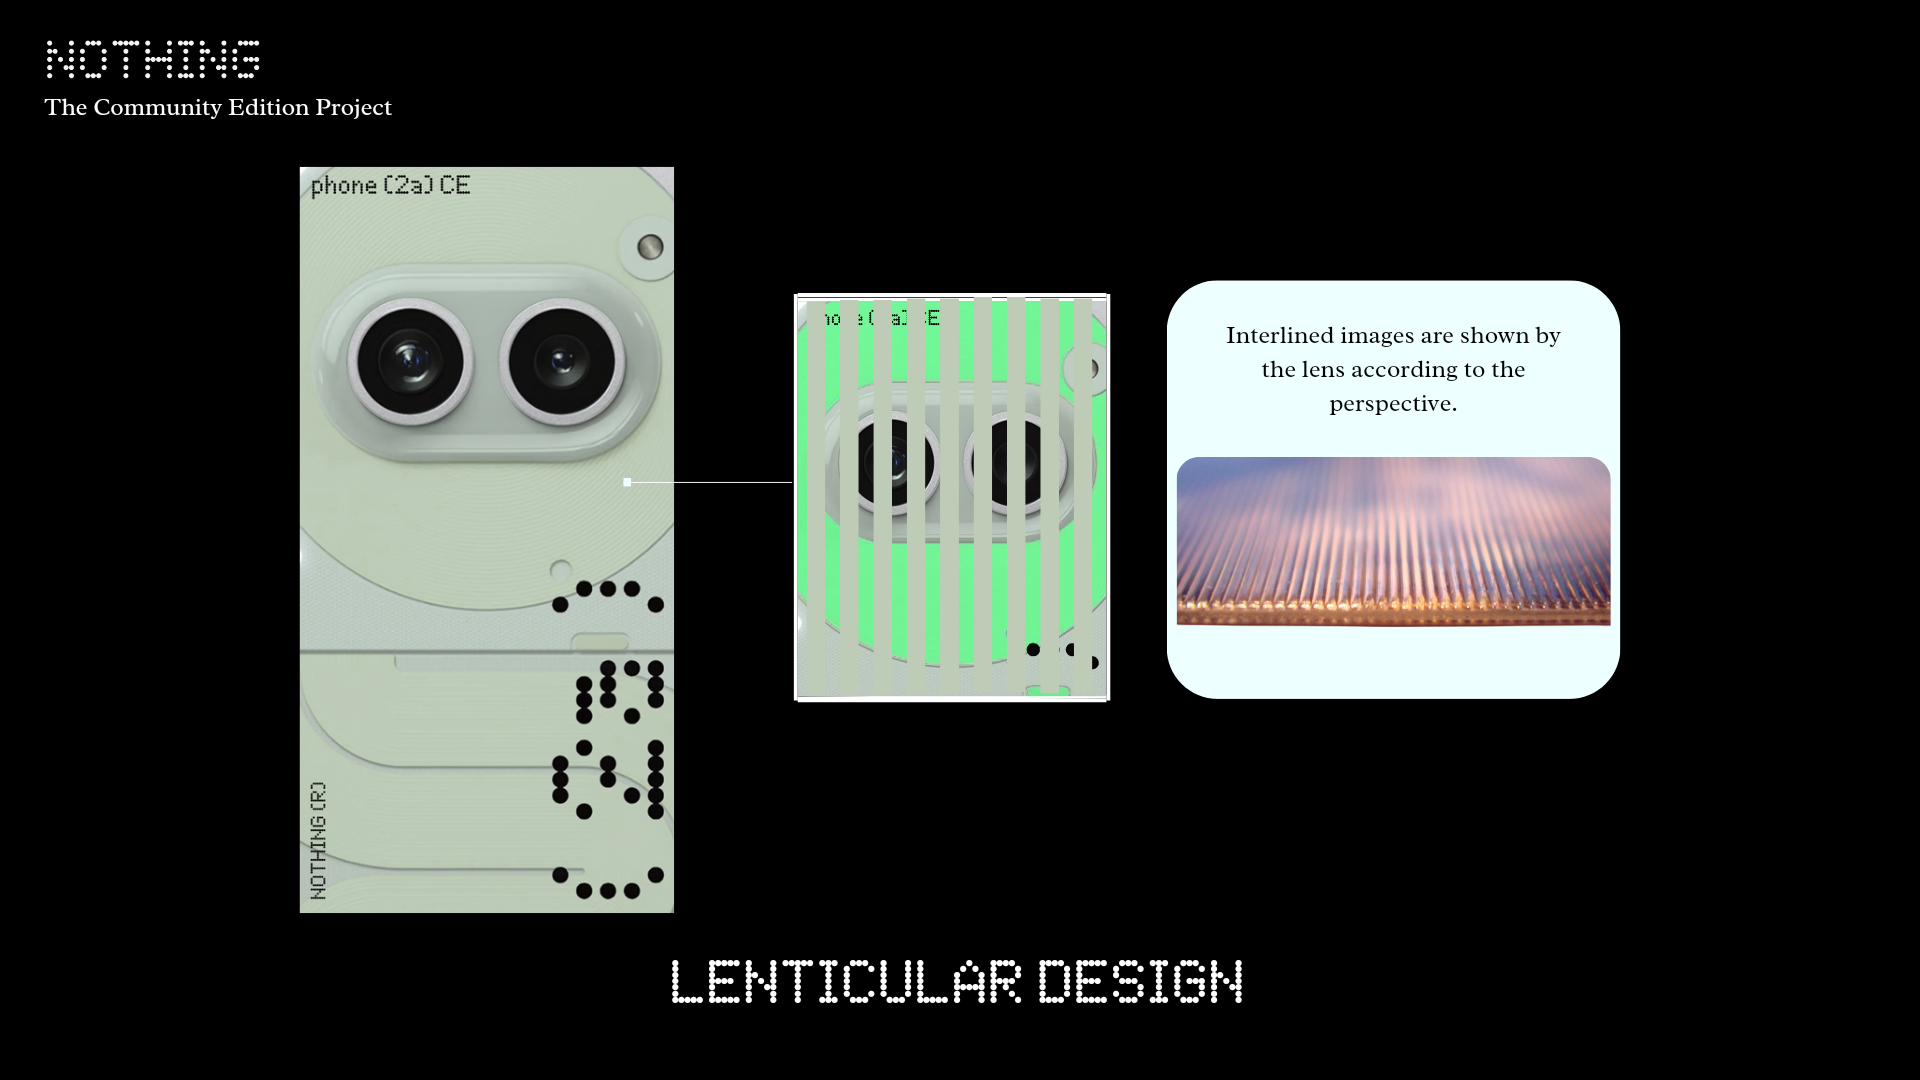 NOTHING
The Community Edition Project
phone (2a) CE
NOTHING (R)
Interlined images are shown by
the lens according to the
perspective.
LENTICULAR DESIGN